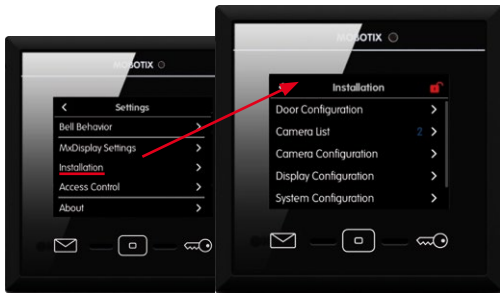 MOBOTIX
Settings
Bell Behavior
MxDisplay Settings
Installation
Access Control
About
MOBOTIX
Installation
Door Configuration
Camera List 2
Camera Configuration
Display Configuration
System Configuration